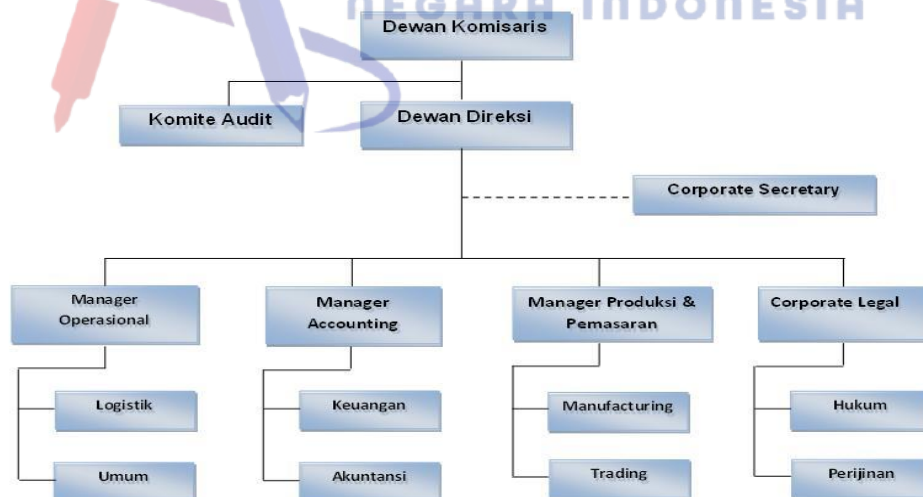 NEGARA INDONESIA
Dewan Komisaris
Komite Audit
Dewan Direksi
Corporate Secretary
Manager
Operasional
Manager
Accounting
Manager Produksi &
Pemasaran
Corporate Legal
Logistik
Keuangan
Manufacturing
Hukum
Umum
Akuntansi
Trading
Perijinan